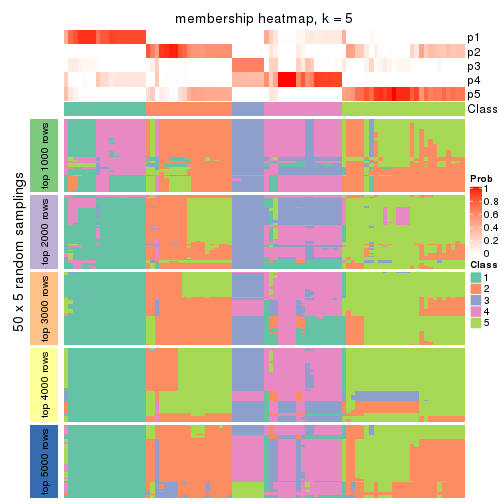 membership heatmap, k = 5
p1
p2
p3
p4
p5
Class
50 x 5 random samplings
top 1000 rows
top 2000 rows
top 3000 rows
top 4000 rows
top 5000 rows
Prob
1
0.8
0.6
0.4
0.2
0
Class
1
2
3
4
5